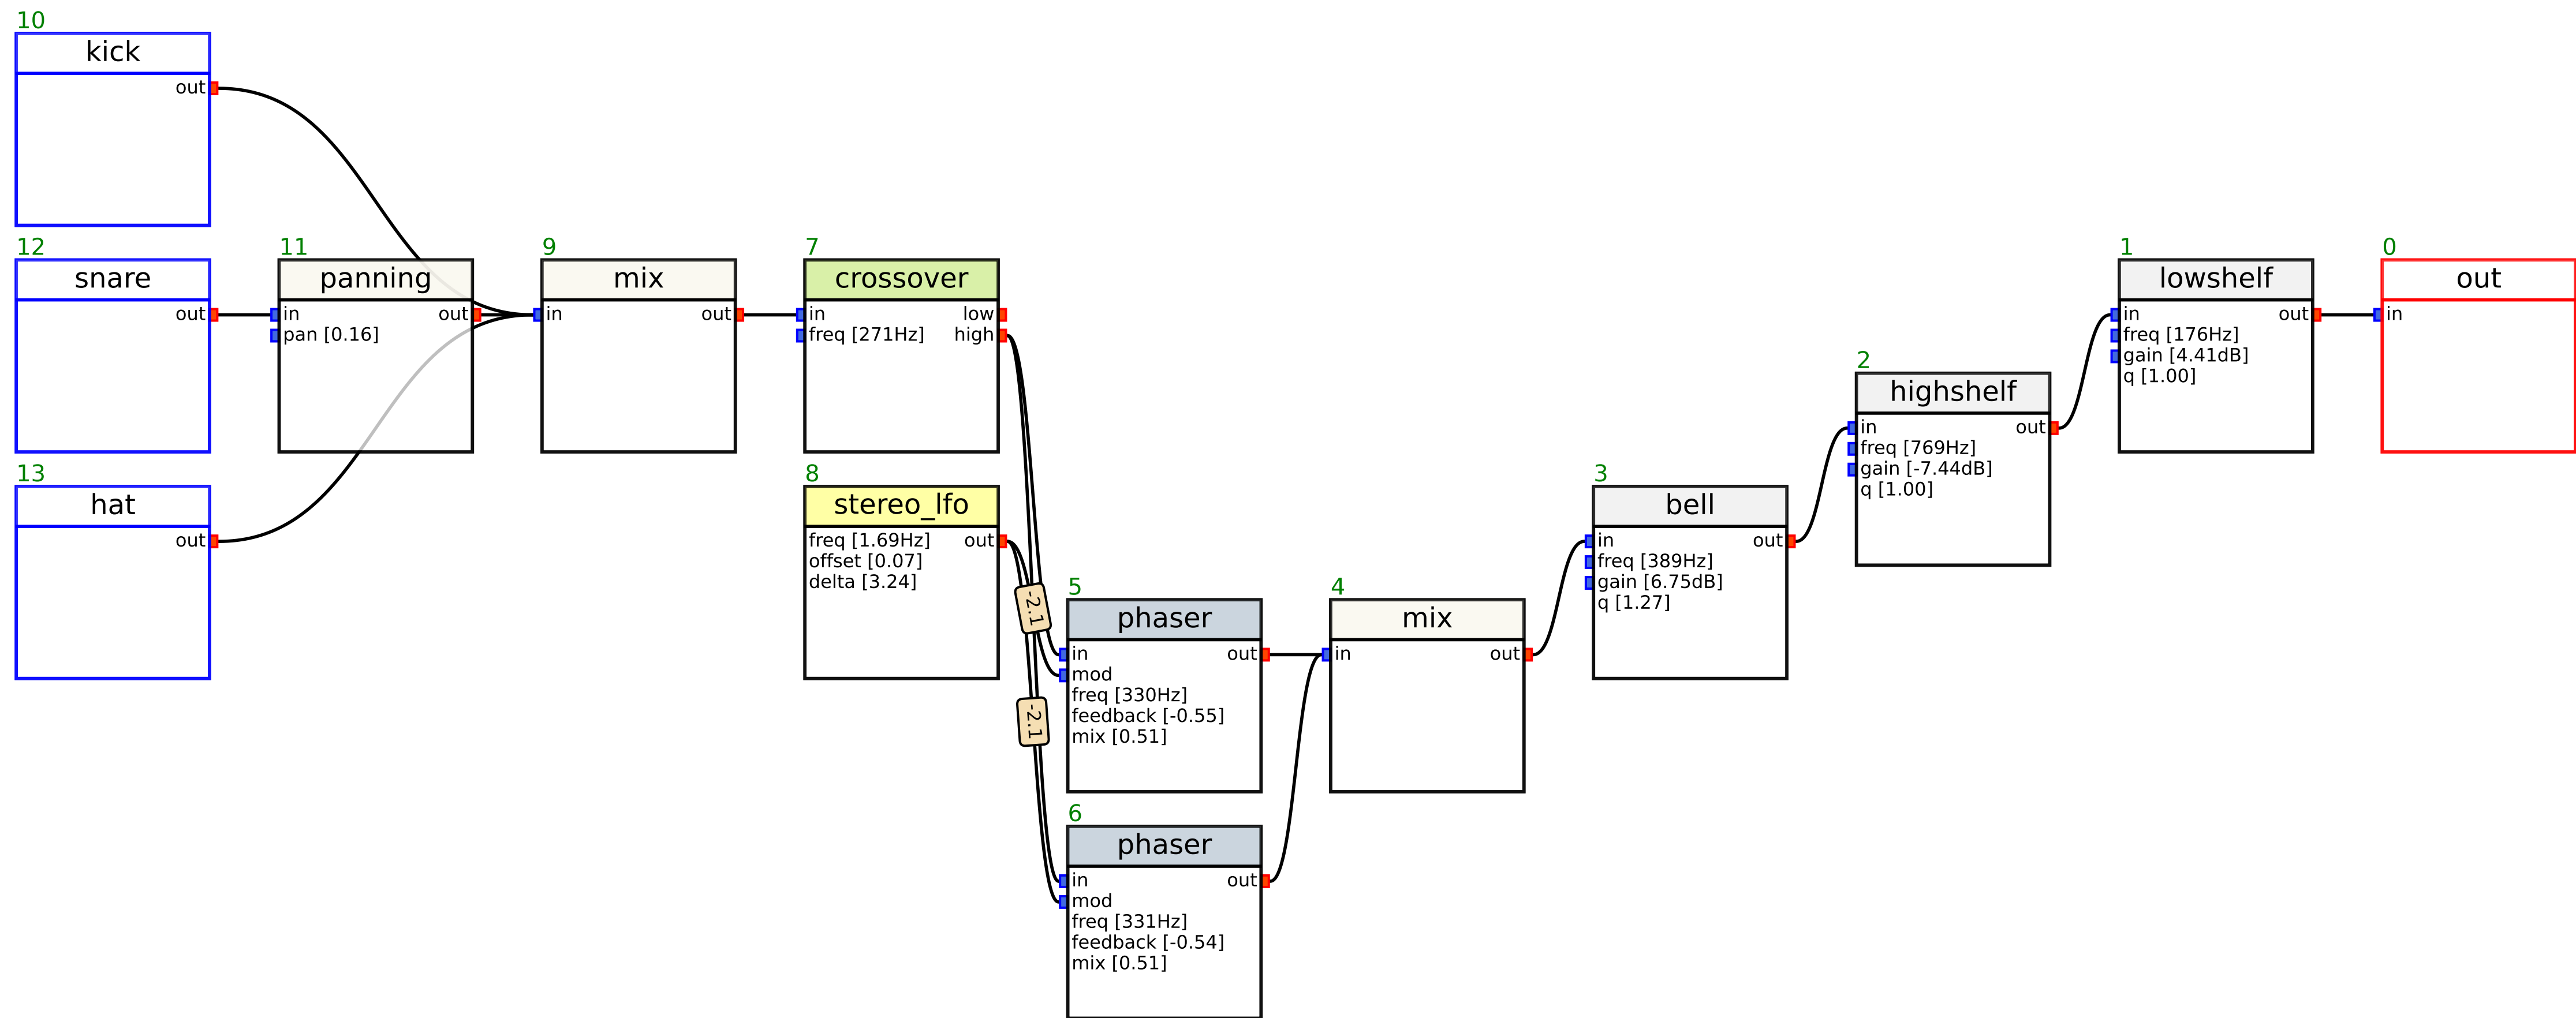 10
kick
out
12
snare
out
13
hat
out
11
panning
in out
pan [0.16]
9
mix
in out
7
crossover
in low
freq [271Hz] high
8
stereo_lfo
freq [1.69Hz] out
offset [0.07]
delta [3.24]
-2.1
-2.1
5
phaser
in out
mod
freq [330Hz]
feedback [-0.55]
mix [0.51]
6
phaser
in out
mod
freq [331Hz]
feedback [-0.54]
mix [0.51]
4
mix
in out
3
bell
in out
freq [389Hz]
gain [6.75dB]
q [1.27]
2
highshelf
in out
freq [769Hz]
gain [-7.44dB]
q [1.00]
1
lowshelf
in out
freq [176Hz]
gain [4.41dB]
q [1.00]
0
out
in